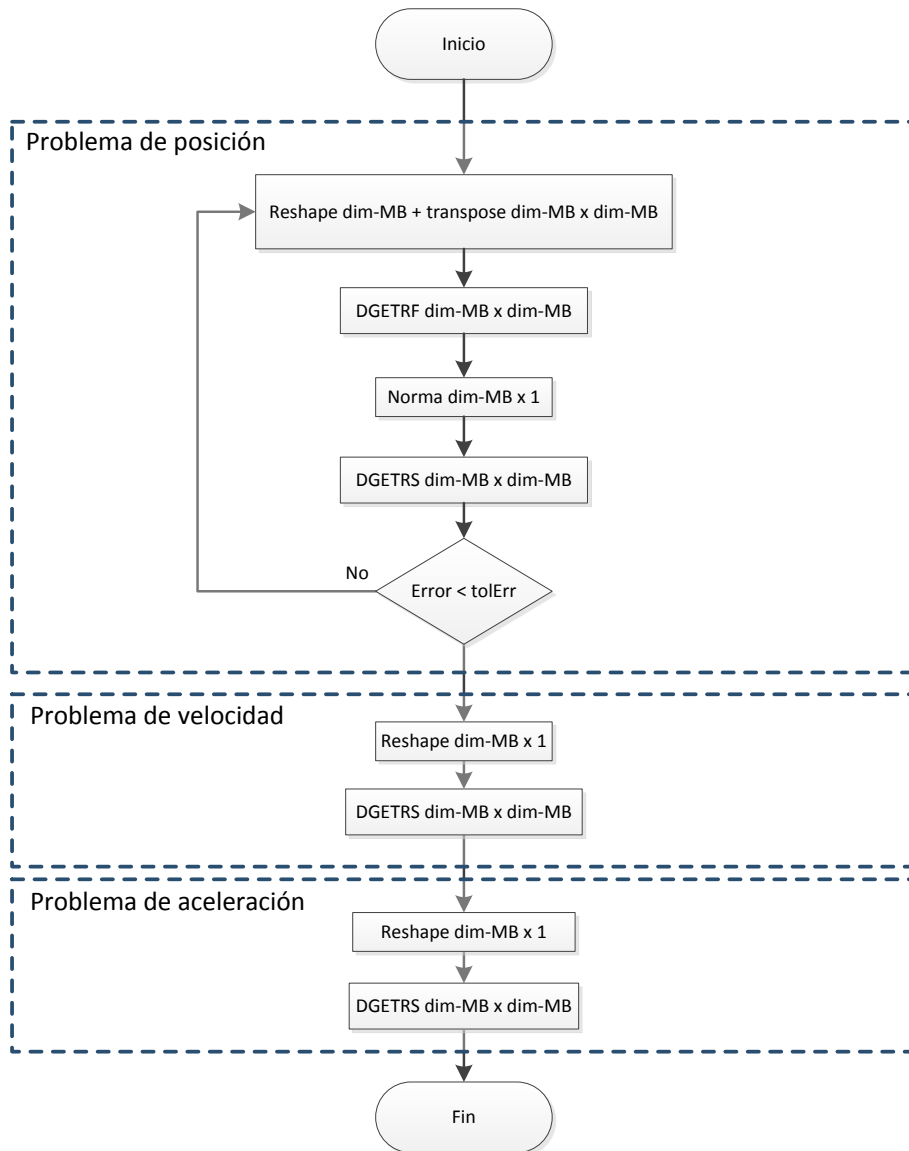 Inicio
Problema de posición
Reshape dim-MB + transpose dim-MB x dim-MB
DGETRF dim-MB x dim-MB
Norma dim-MB x 1
DGETRS dim-MB x dim-MB
No
Error < tolErr
Problema de velocidad
Reshape dim-MB x 1
DGETRS dim-MB x dim-MB
Problema de aceleración
Reshape dim-MB x 1
DGETRS dim-MB x dim-MB
Fin